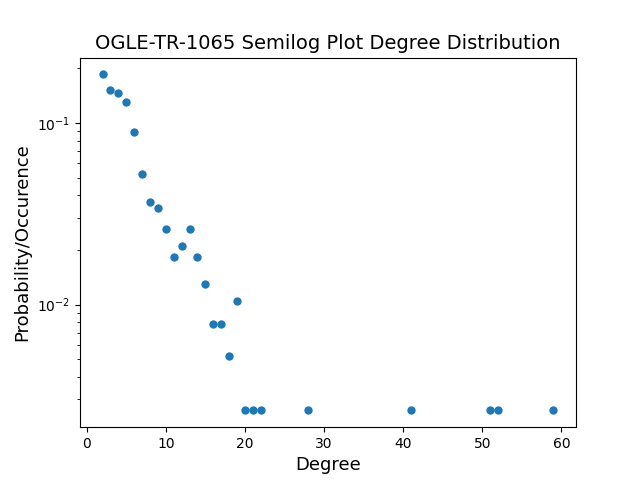 OGLE-TR-1065 Semilog Plot Degree Distribution
Probability/Occurence
10⁻¹
10⁻²
0 10 20 30 40 50 60
Degree